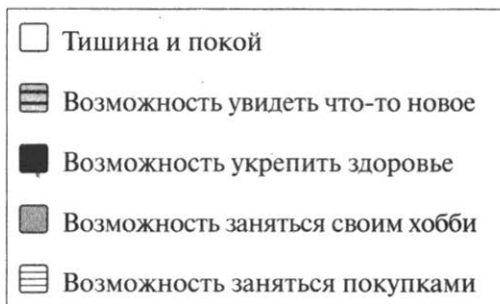 Тишина и покой
Возможность увидеть что-то новое
Возможность укрепить здоровье
Возможность заняться своим хобби
Возможность заняться покупками